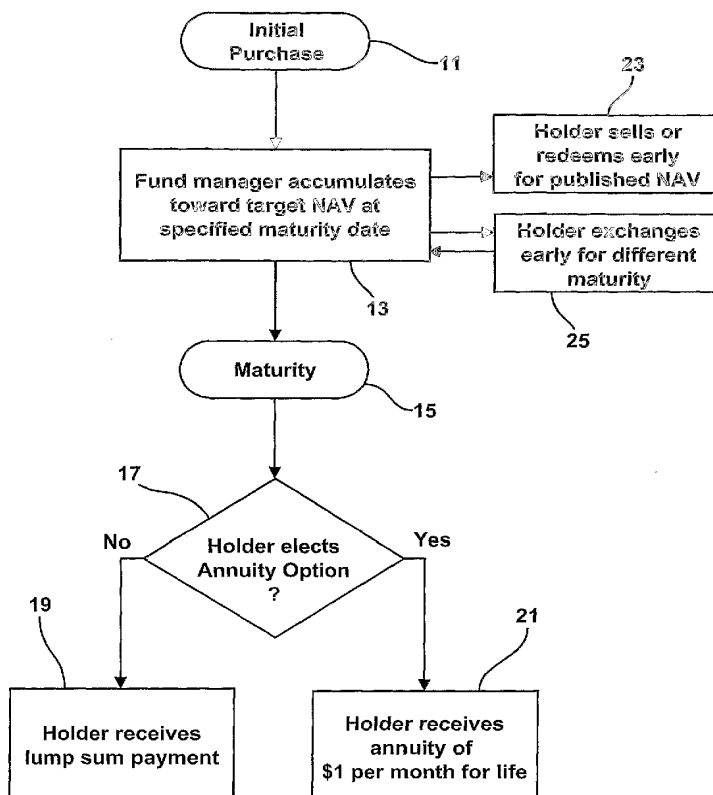 Initial
Purchase
11
23
Holder sells or
redeems early
for published NAV
Fund manager accumulates
toward target NAV at
specified maturity date
13
Holder exchanges
early for different
maturity
25
Maturity
15
17
Holder elects
Annuity Option
?
No
Yes
19
Holder receives
lump sum payment
21
Holder receives
annuity of
$1 per month for life